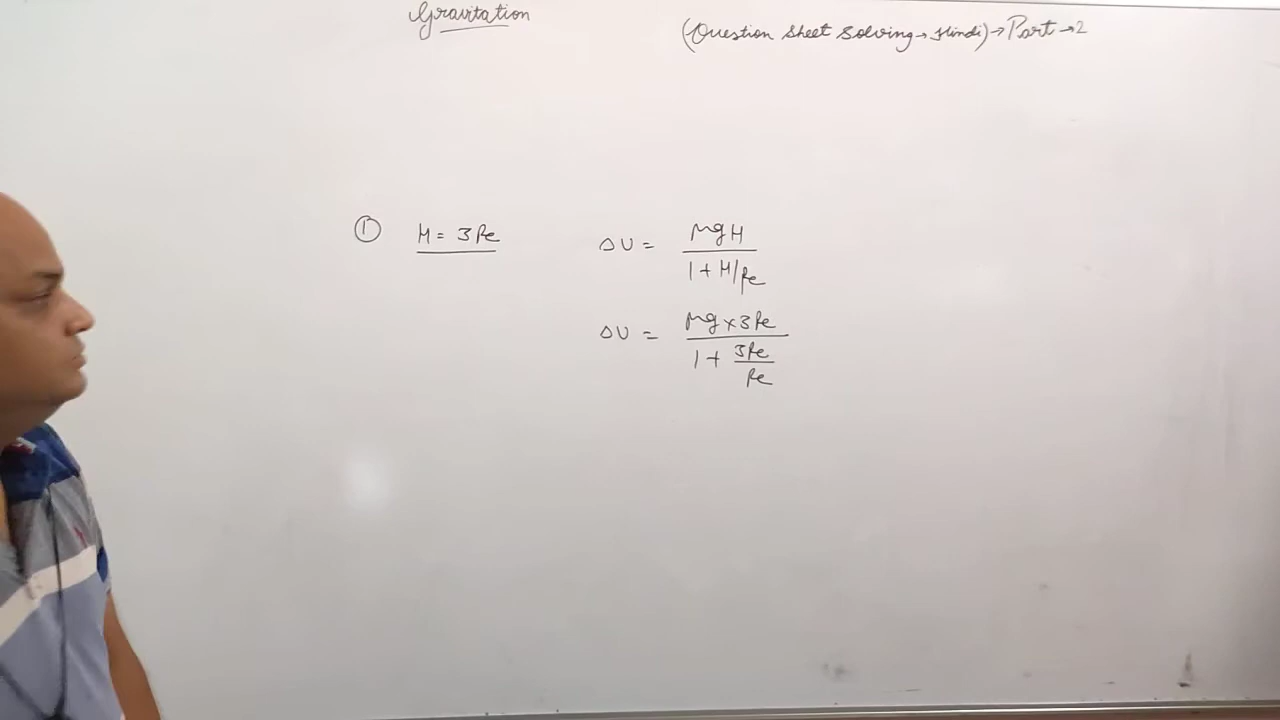 Gravitation
(Question Sheet Solving → Hindi) → Part → 2
① H = 3Re
ΔU = MgH / 1 + H/Re
ΔU = Mg × 3Re / 1 + 3Re/Re